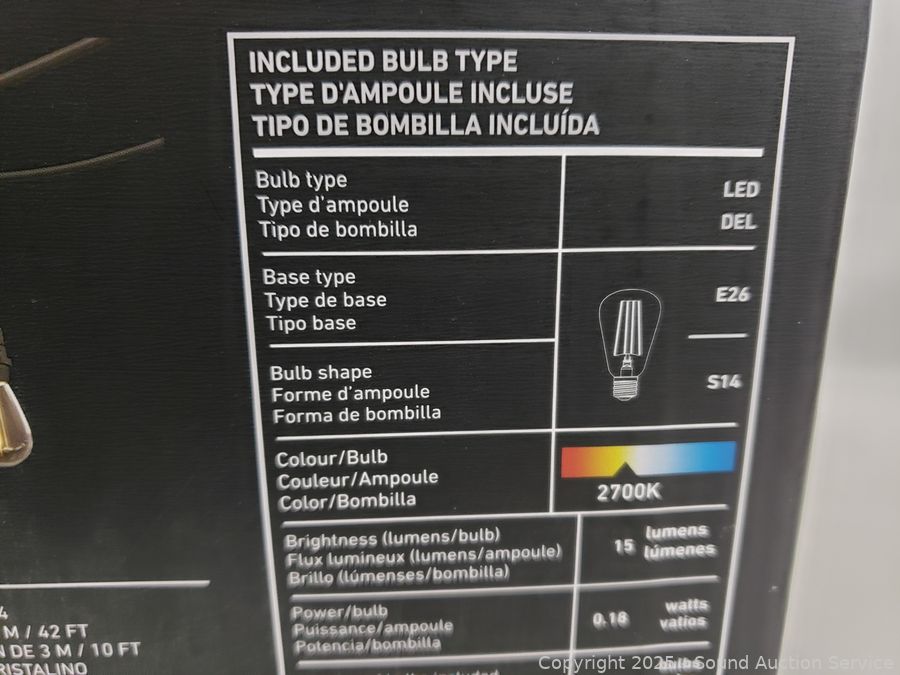 INCLUDED BULB TYPE
TYPE D'AMPOULE INCLUSE
TIPO DE BOMBILLA INCLUÍDA
Bulb type
Type d'ampoule
Tipo de bombilla
LED
DEL
Base type
Type de base
Tipo base
E26
Bulb shape
Forme d'ampoule
Forma de bombilla
S14
Colour/Bulb
Couleur/Ampoule
Color/Bombilla
2700K
Brightness (lumens/bulb)
Flux lumineux (lumens/ampoule)
Brillo (lúmenses/bombilla)
15 lumens
lúmenes
Power/bulb
Puissance/ampoule
Potencia/bombilla
0.18 watts
vatios
4
M / 42 FT
N DE 3 M / 10 FT
RISTALINO
Copyright 2025 - Sound Auction Service